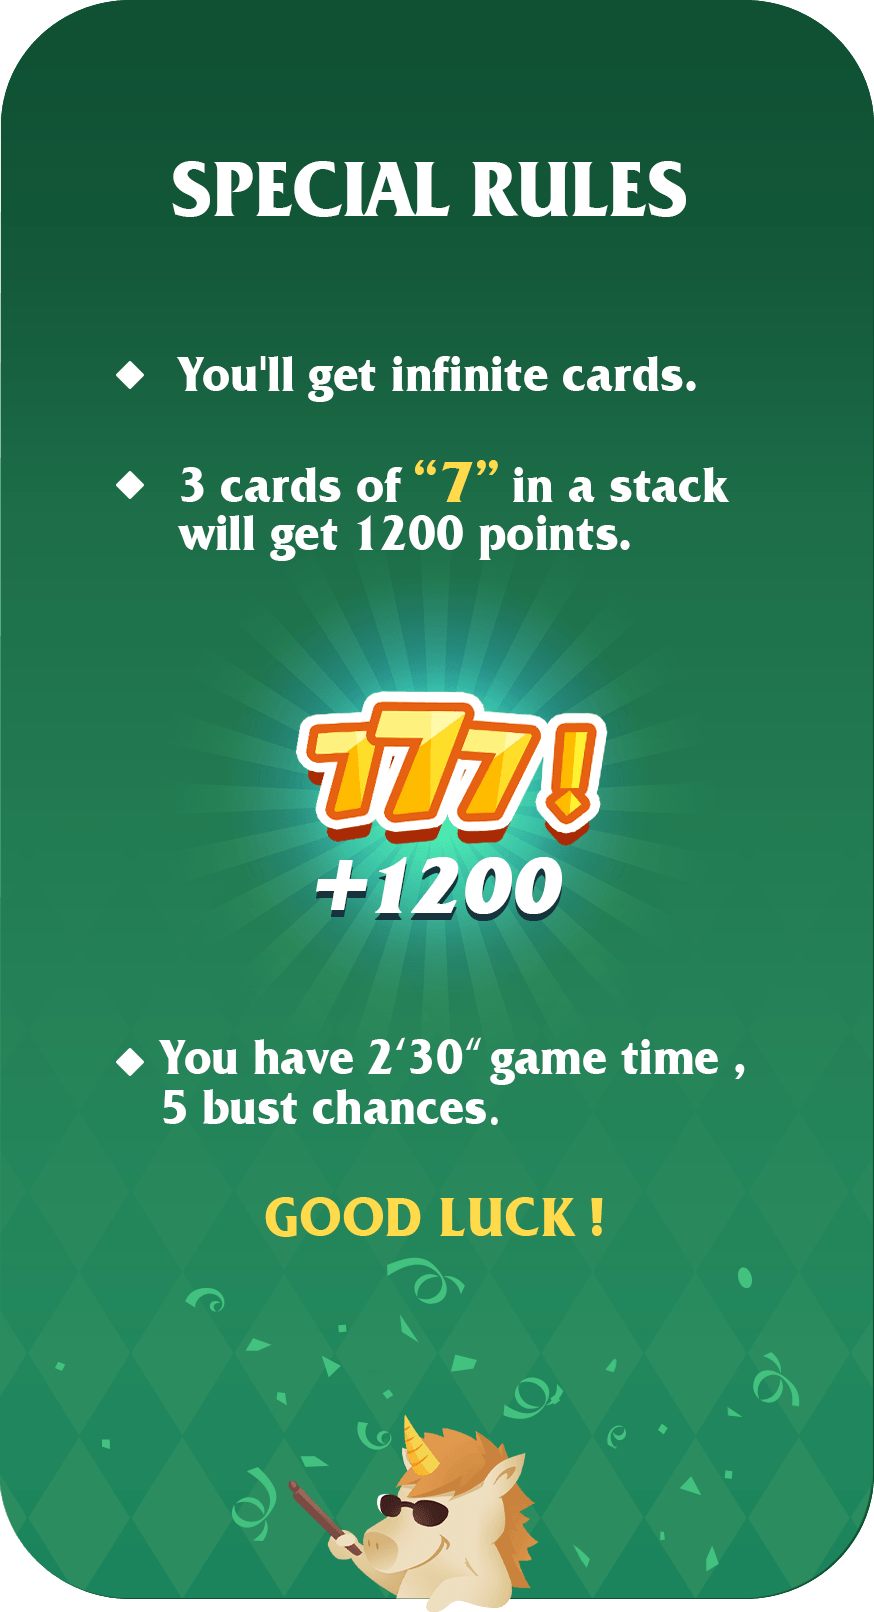 SPECIAL RULES
◆ You'll get infinite cards.
◆ 3 cards of “7” in a stack
will get 1200 points.
777!
+1200
◆ You have 2‘30“ game time ,
5 bust chances.
GOOD LUCK !